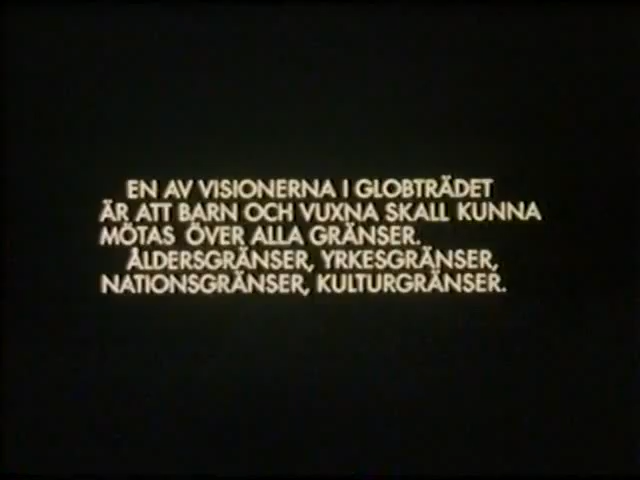 EN AV VISIONERNA I GLOBTRÄDET
ÄR ATT BARN OCH VUXNA SKALL KUNNA
MÖTAS ÖVER ALLA GRÄNSER.
ÅLDERSGRÄNSER, YRKESGRÄNSER,
NATIONSGRÄNSER, KULTURGRÄNSER.